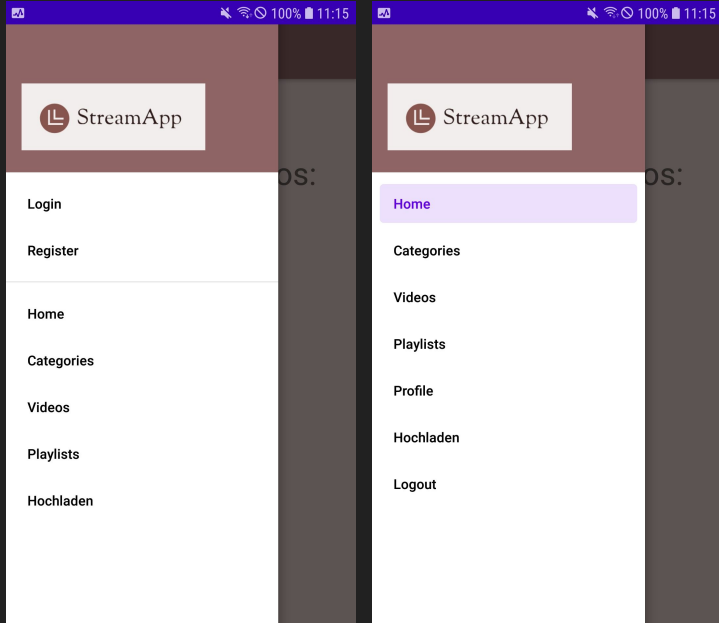 100% 11:15
StreamApp
os:
Login
Register
Home
Categories
Videos
Playlists
Hochladen
100% 11:15
StreamApp
os:
Home
Categories
Videos
Playlists
Profile
Hochladen
Logout